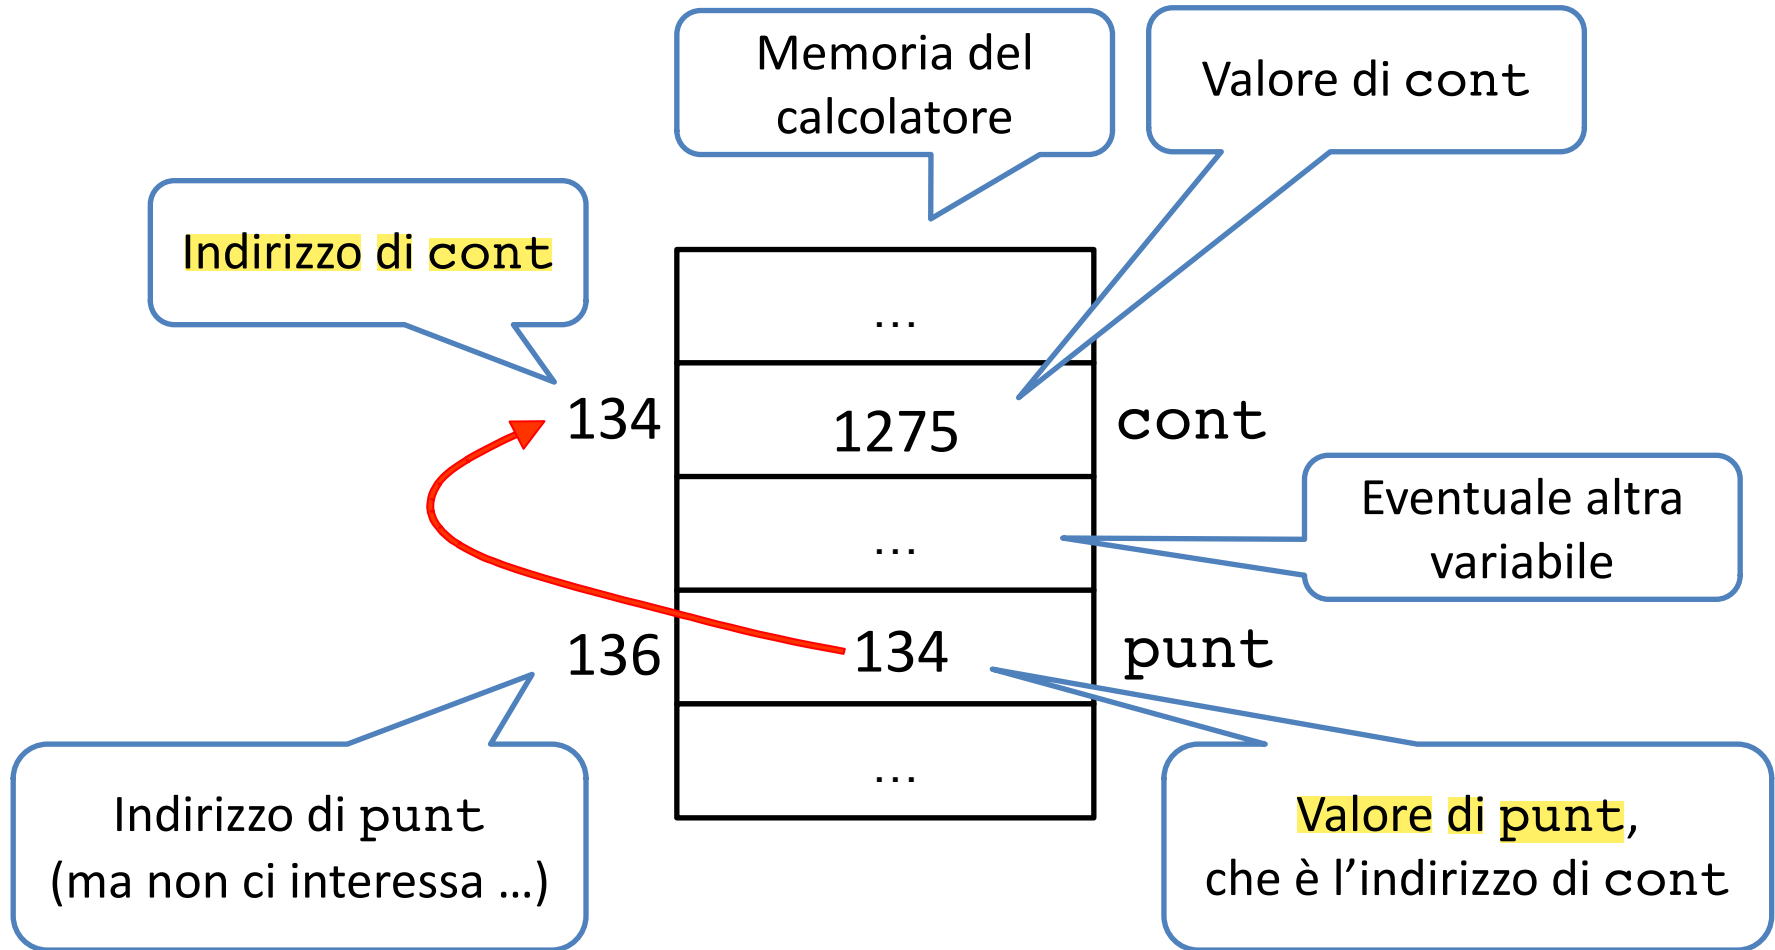 Memoria del
calcolatore
Valore di cont
Indirizzo di cont
...
134
1275
cont
...
Eventuale altra
variabile
136
134
punt
...
Indirizzo di punt
(ma non ci interessa ...)
Valore di punt,
che è l’indirizzo di cont